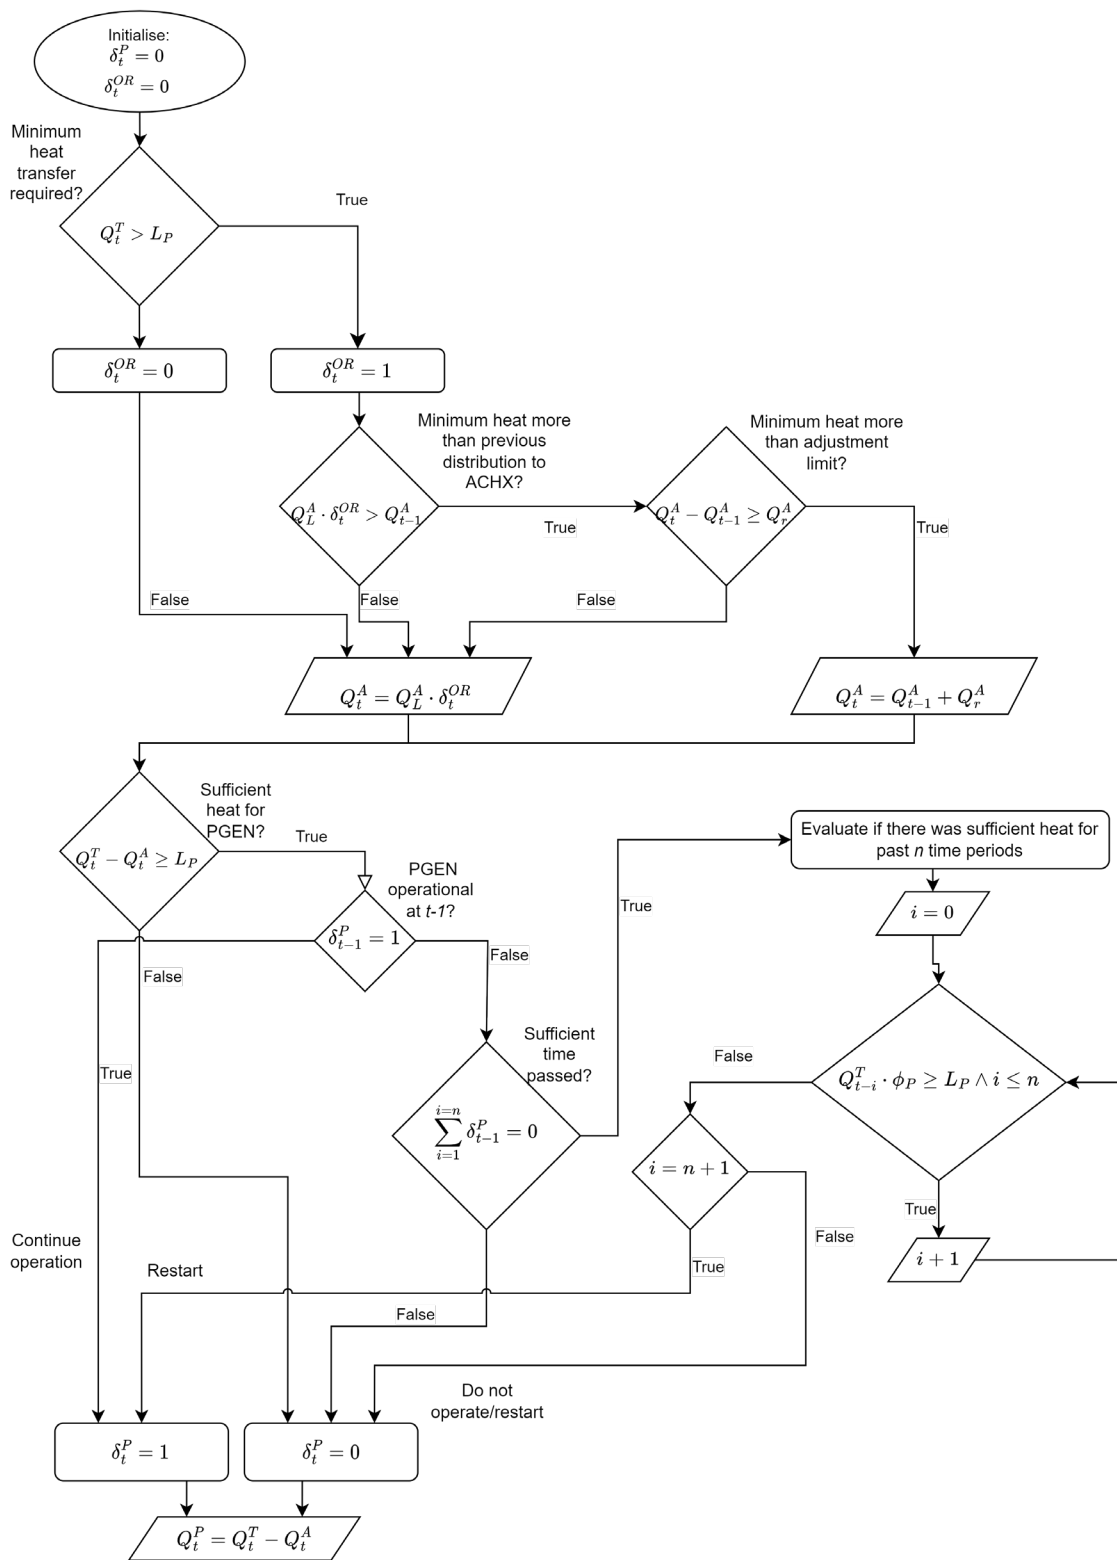 Initialise:
δ_t^P = 0
δ_t^{OR} = 0
Minimum
heat
transfer
required?
Q_t^T > L_P
True
δ_t^{OR} = 0
δ_t^{OR} = 1
Minimum heat more
than previous
distribution to
ACHX?
Minimum heat more
than adjustment
limit?
Q_L^A · δ_t^{OR} > Q_{t-1}^A
True
Q_t^A − Q_{t-1}^A ≥ Q_r^A
True
False
False
False
Q_t^A = Q_L^A · δ_t^{OR}
Q_t^A = Q_{t-1}^A + Q_r^A
Sufficient
heat for
PGEN?
True
Q_t^T − Q_t^A ≥ L_P
PGEN
operational
at t-1?
δ_{t-1}^P = 1
False
False
True
True
Evaluate if there was sufficient heat for
past n time periods
i = 0
Sufficient
time
passed?
\sum_{i=1}^{i=n} δ_{t-1}^P = 0
False
Q_{t-i}^T · ϕ_P ≥ L_P ∧ i ≤ n
True
i + 1
i = n + 1
False
True
Continue
operation
Restart
False
Do not
operate/restart
δ_t^P = 1
δ_t^P = 0
Q_t^P = Q_t^T − Q_t^A